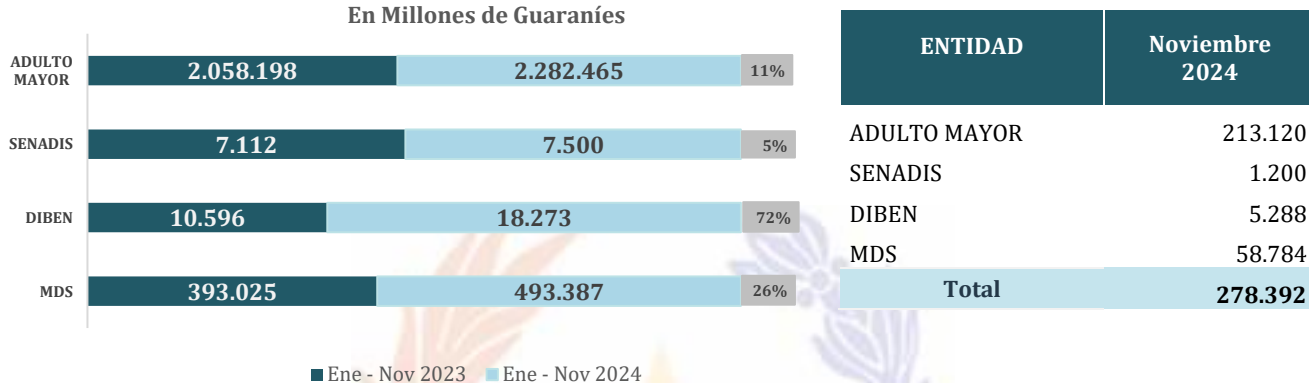 En Millones de Guaraníes
ADULTO
MAYOR
2.058.198 2.282.465 11%
SENADIS 7.112 7.500 5%
DIBEN 10.596 18.273 72%
MDS 393.025 493.387 26%
Ene - Nov 2023 Ene - Nov 2024
ENTIDAD Noviembre
2024
ADULTO MAYOR 213.120
SENADIS 1.200
DIBEN 5.288
MDS 58.784
Total 278.392